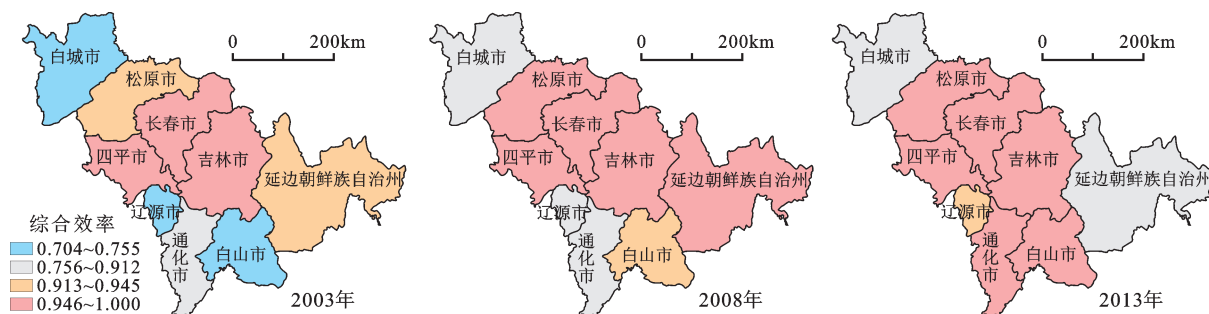 白城市
松原市
长春市
四平市
吉林市
延边朝鲜族自治州
辽源市
通化市
白山市
0 200km
综合效率
0.704~0.755
0.756~0.912
0.913~0.945
0.946~1.000
2003年
白城市
松原市
长春市
四平市
吉林市
延边朝鲜族自治州
辽源市
通化市
白山市
0 200km
2008年
白城市
松原市
长春市
四平市
吉林市
延边朝鲜族自治州
辽源市
通化市
白山市
0 200km
2013年